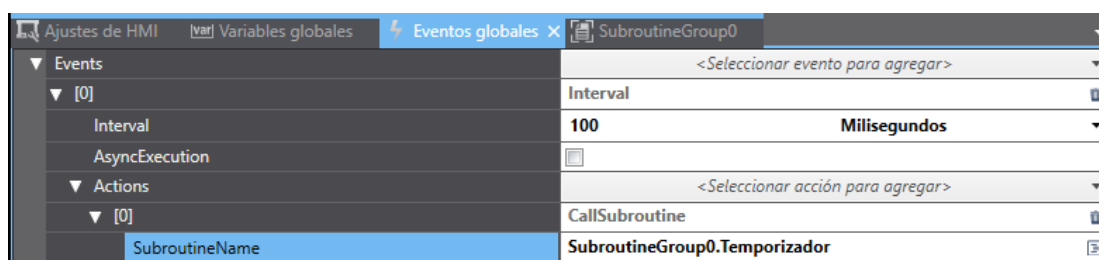 Ajustes de HMI [var] Variables globales Eventos globales SubroutineGroup0
Events <Seleccionar evento para agregar>
[0] Interval
Interval 100 Milisegundos
AsyncExecution
Actions <Seleccionar acción para agregar>
[0] CallSubroutine
SubroutineName SubroutineGroup0.Temporizador